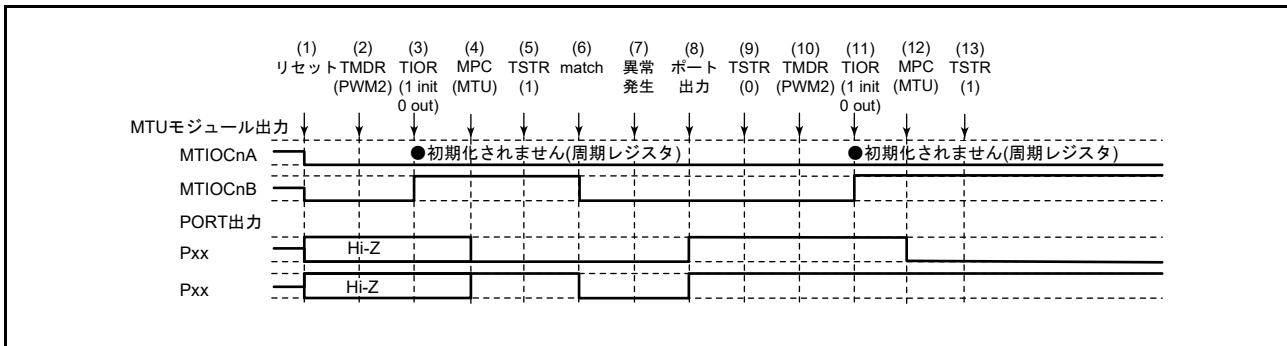 (1) (2) (3) (4) (5) (6) (7) (8) (9) (10) (11) (12) (13)
リセット TMDR TIOR MPC TSTR match 異常 ポート TSTR TMDR TIOR MPC TSTR
(PWM2) (1 init (MTU) (1) 発生 出力 (0) (PWM2) (1 init (MTU) (1)
0 out) 0 out)
MTUモジュール出力
MTIOCnA ●初期化されません(周期レジスタ) ●初期化されません(周期レジスタ)
MTIOCnB
PORT出力
Pxx Hi-Z
Pxx Hi-Z